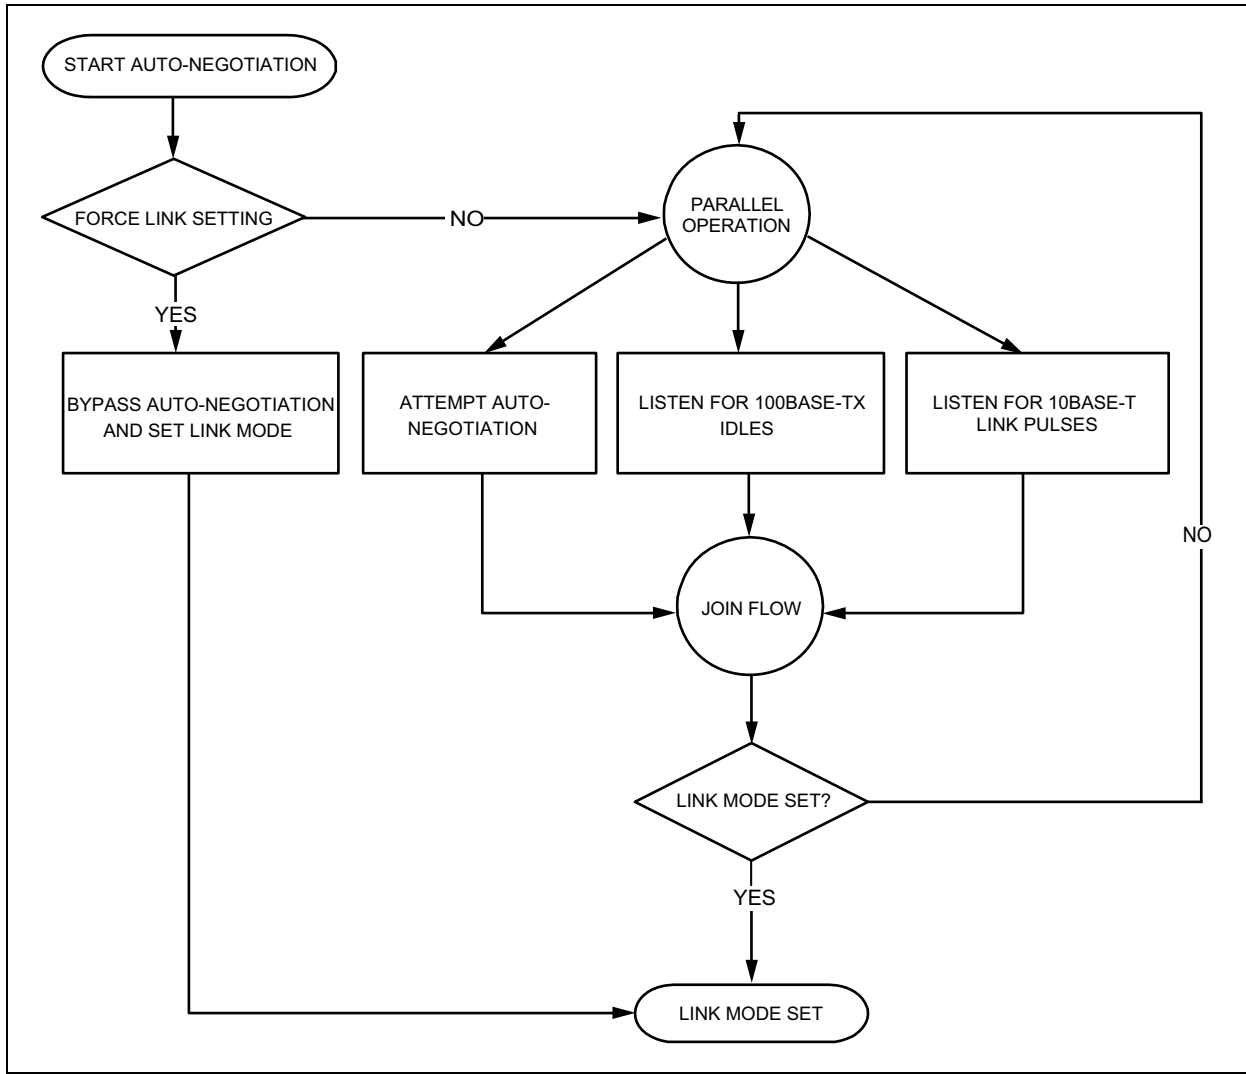 START AUTO-NEGOTIATION
FORCE LINK SETTING
NO
PARALLEL
OPERATION
YES
BYPASS AUTO-NEGOTIATION
AND SET LINK MODE
ATTEMPT AUTO-
NEGOTIATION
LISTEN FOR 100BASE-TX
IDLES
LISTEN FOR 10BASE-T
LINK PULSES
NO
JOIN FLOW
LINK MODE SET?
YES
LINK MODE SET